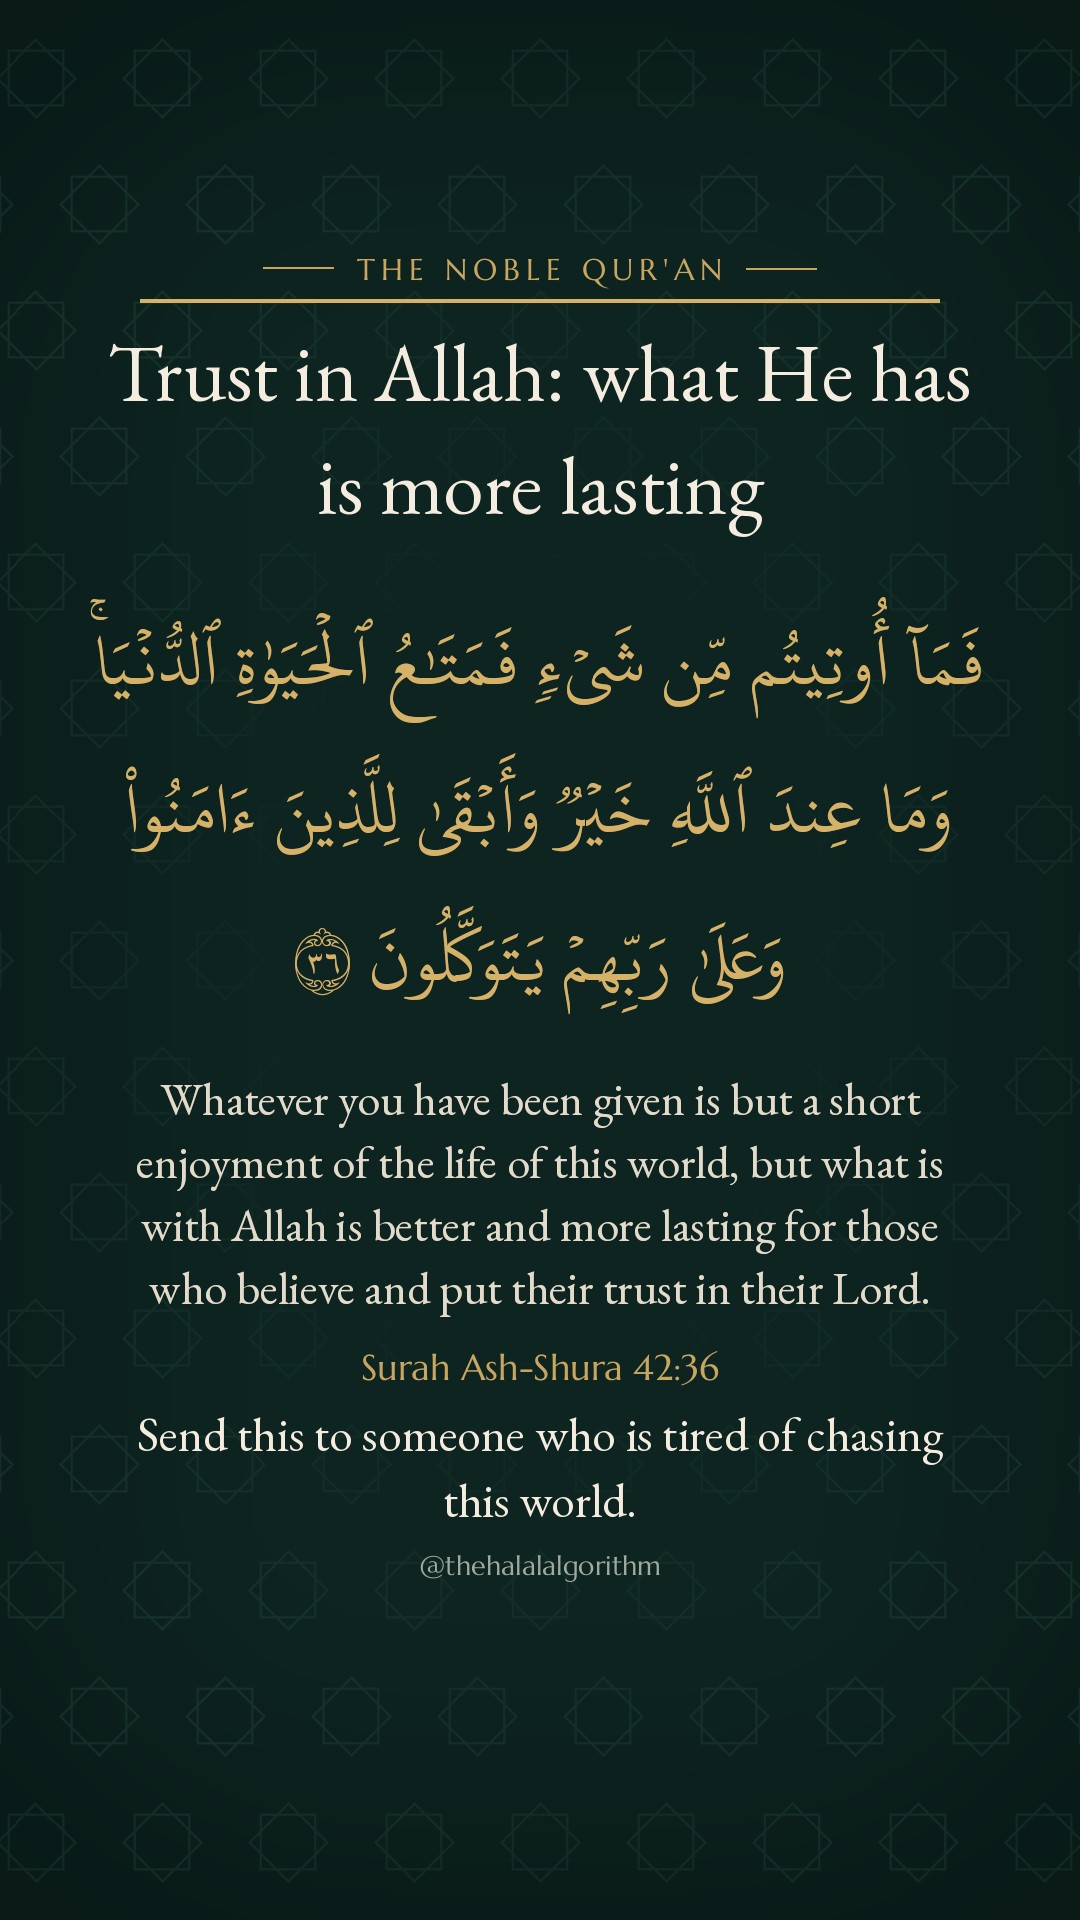 THE NOBLE QUR'AN
Trust in Allah: what He has
is more lasting
فَمَآ أُوتِيتُم مِّن شَىْءٍ فَمَتَـٰعُ ٱلْحَيَوٰةِ ٱلدُّنْيَا ۚ
وَمَا عِندَ ٱللَّهِ خَيْرٌ وَأَبْقَىٰ لِلَّذِينَ ءَامَنُوا۟
وَعَلَىٰ رَبِّهِمْ يَتَوَكَّلُونَ ٣٦
Whatever you have been given is but a short
enjoyment of the life of this world, but what is
with Allah is better and more lasting for those
who believe and put their trust in their Lord.
Surah Ash-Shura 42:36
Send this to someone who is tired of chasing
this world.
@thehalalalgorithm